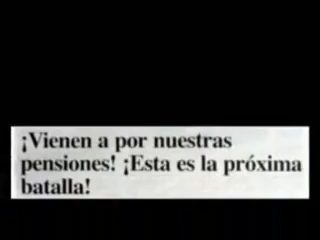 ¡Vienen a por nuestras
pensiones! ¡Esta es la próxima
batalla!